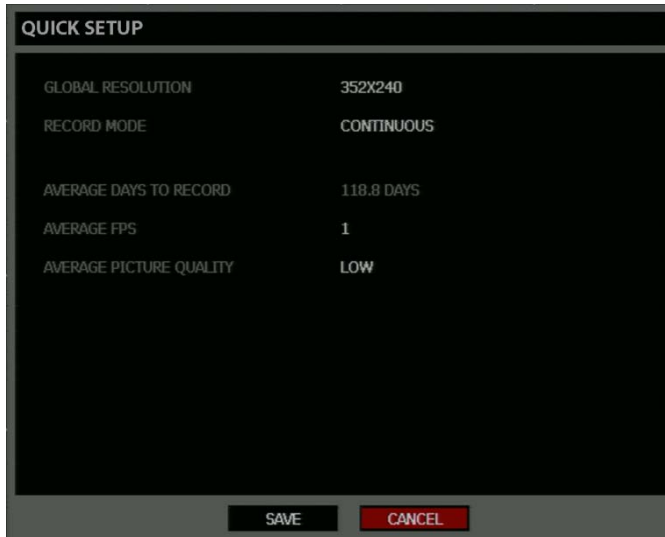 QUICK SETUP
GLOBAL RESOLUTION 352X240
RECORD MODE CONTINUOUS
AVERAGE DAYS TO RECORD 118.8 DAYS
AVERAGE FPS 1
AVERAGE PICTURE QUALITY LOW
SAVE CANCEL